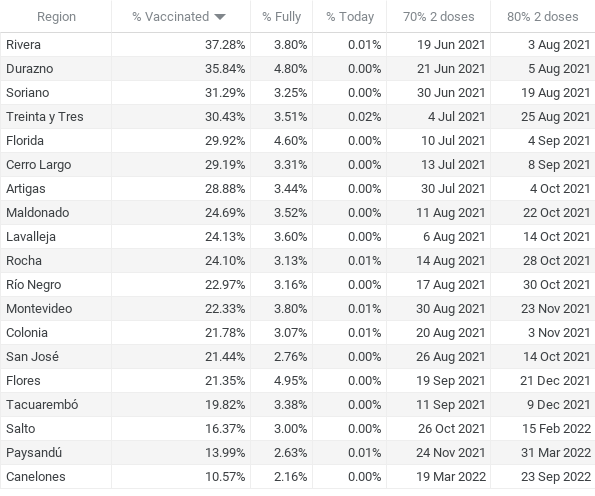 Region % Vaccinated % Fully % Today 70% 2 doses 80% 2 doses
Rivera 37.28% 3.80% 0.01% 19 Jun 2021 3 Aug 2021
Durazno 35.84% 4.80% 0.00% 21 Jun 2021 5 Aug 2021
Soriano 31.29% 3.25% 0.00% 30 Jun 2021 19 Aug 2021
Treinta y Tres 30.43% 3.51% 0.02% 4 Jul 2021 25 Aug 2021
Florida 29.92% 4.60% 0.00% 10 Jul 2021 4 Sep 2021
Cerro Largo 29.19% 3.31% 0.00% 13 Jul 2021 8 Sep 2021
Artigas 28.88% 3.44% 0.00% 30 Jul 2021 4 Oct 2021
Maldonado 24.69% 3.52% 0.00% 11 Aug 2021 22 Oct 2021
Lavalleja 24.13% 3.60% 0.00% 6 Aug 2021 14 Oct 2021
Rocha 24.10% 3.13% 0.01% 14 Aug 2021 28 Oct 2021
Río Negro 22.97% 3.16% 0.00% 17 Aug 2021 30 Oct 2021
Montevideo 22.33% 3.80% 0.01% 30 Aug 2021 23 Nov 2021
Colonia 21.78% 3.07% 0.01% 20 Aug 2021 3 Nov 2021
San José 21.44% 2.76% 0.00% 26 Aug 2021 14 Oct 2021
Flores 21.35% 4.95% 0.00% 19 Sep 2021 21 Dec 2021
Tacuarembó 19.82% 3.38% 0.00% 11 Sep 2021 9 Dec 2021
Salto 16.37% 3.00% 0.00% 26 Oct 2021 15 Feb 2022
Paysandú 13.99% 2.63% 0.01% 24 Nov 2021 31 Mar 2022
Canelones 10.57% 2.16% 0.00% 19 Mar 2022 23 Sep 2022